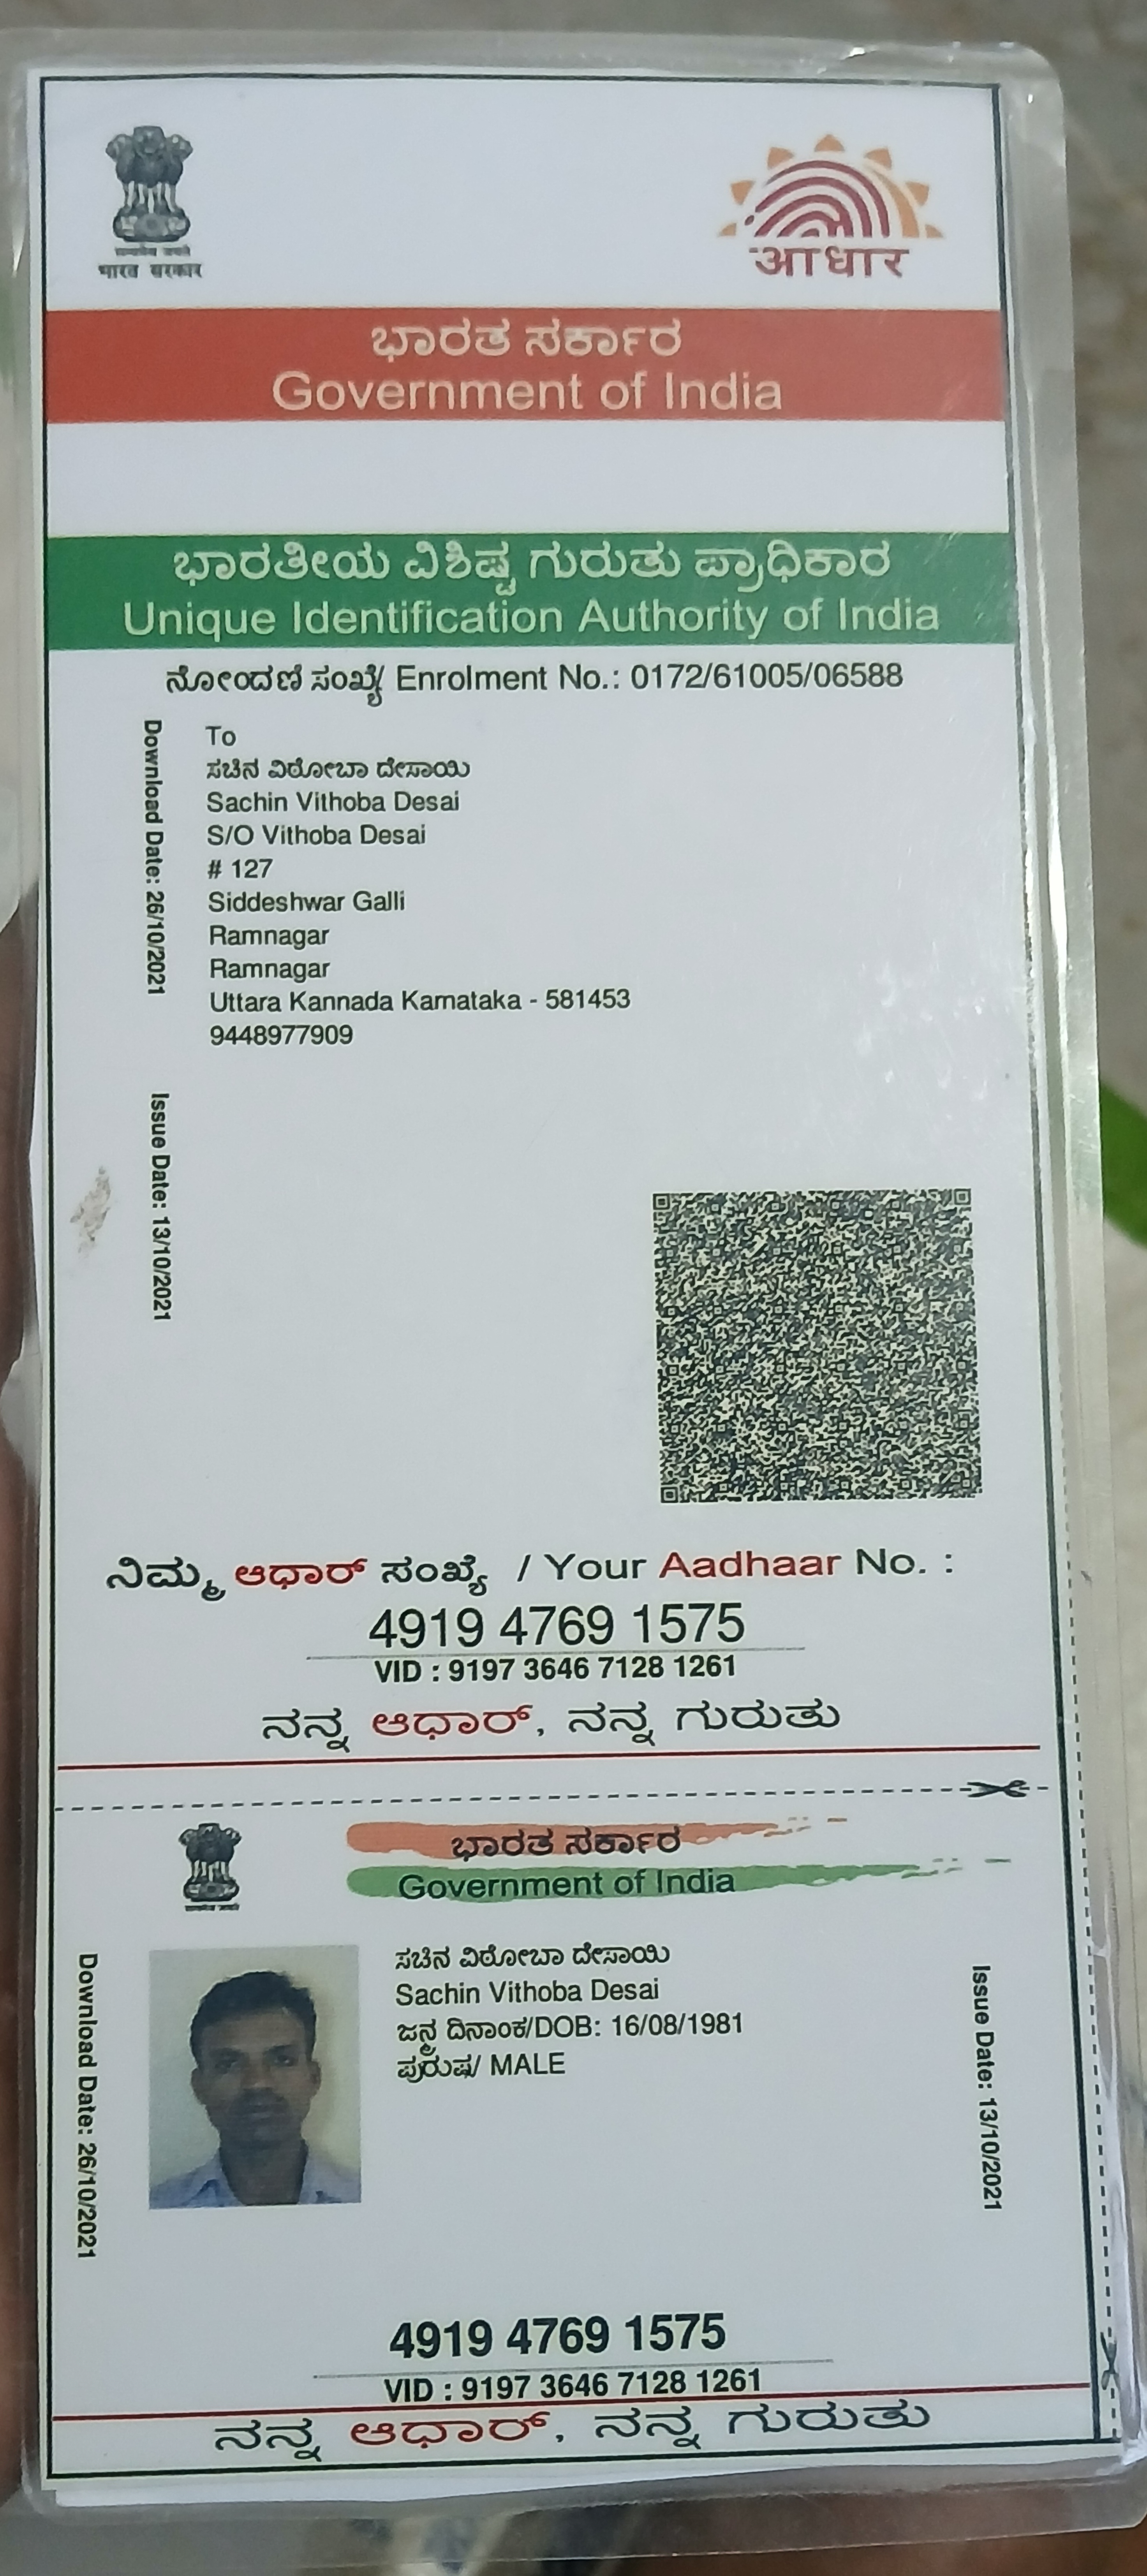 भारत सरकार
आधार
ಭಾರತ ಸರ್ಕಾರ
Government of India
ಭಾರತೀಯ ವಿಶಿಷ್ಟ ಗುರುತು ಪ್ರಾಧಿಕಾರ
Unique Identification Authority of India
ನೋಂದಣಿ ಸಂಖ್ಯೆ/ Enrolment No.: 0172/61005/06588
Download Date: 26/10/2021
To
ಸಚಿನ ವಿಠೋಬಾ ದೇಸಾಯಿ
Sachin Vithoba Desai
S/O Vithoba Desai
# 127
Siddeshwar Galli
Ramnagar
Ramnagar
Uttara Kannada Karnataka - 581453
9448977909
Issue Date: 13/10/2021
ನಿಮ್ಮ ಆಧಾರ್ ಸಂಖ್ಯೆ / Your Aadhaar No. :
4919 4769 1575
VID : 9197 3646 7128 1261
ನನ್ನ ಆಧಾರ್, ನನ್ನ ಗುರುತು
ಭಾರತ ಸರ್ಕಾರ
Government of India
Download Date: 26/10/2021
ಸಚಿನ ವಿಠೋಬಾ ದೇಸಾಯಿ
Sachin Vithoba Desai
ಜನ್ಮ ದಿನಾಂಕ/DOB: 16/08/1981
ಪುರುಷ/ MALE
Issue Date: 13/10/2021
4919 4769 1575
VID : 9197 3646 7128 1261
ನನ್ನ ಆಧಾರ್, ನನ್ನ ಗುರುತು